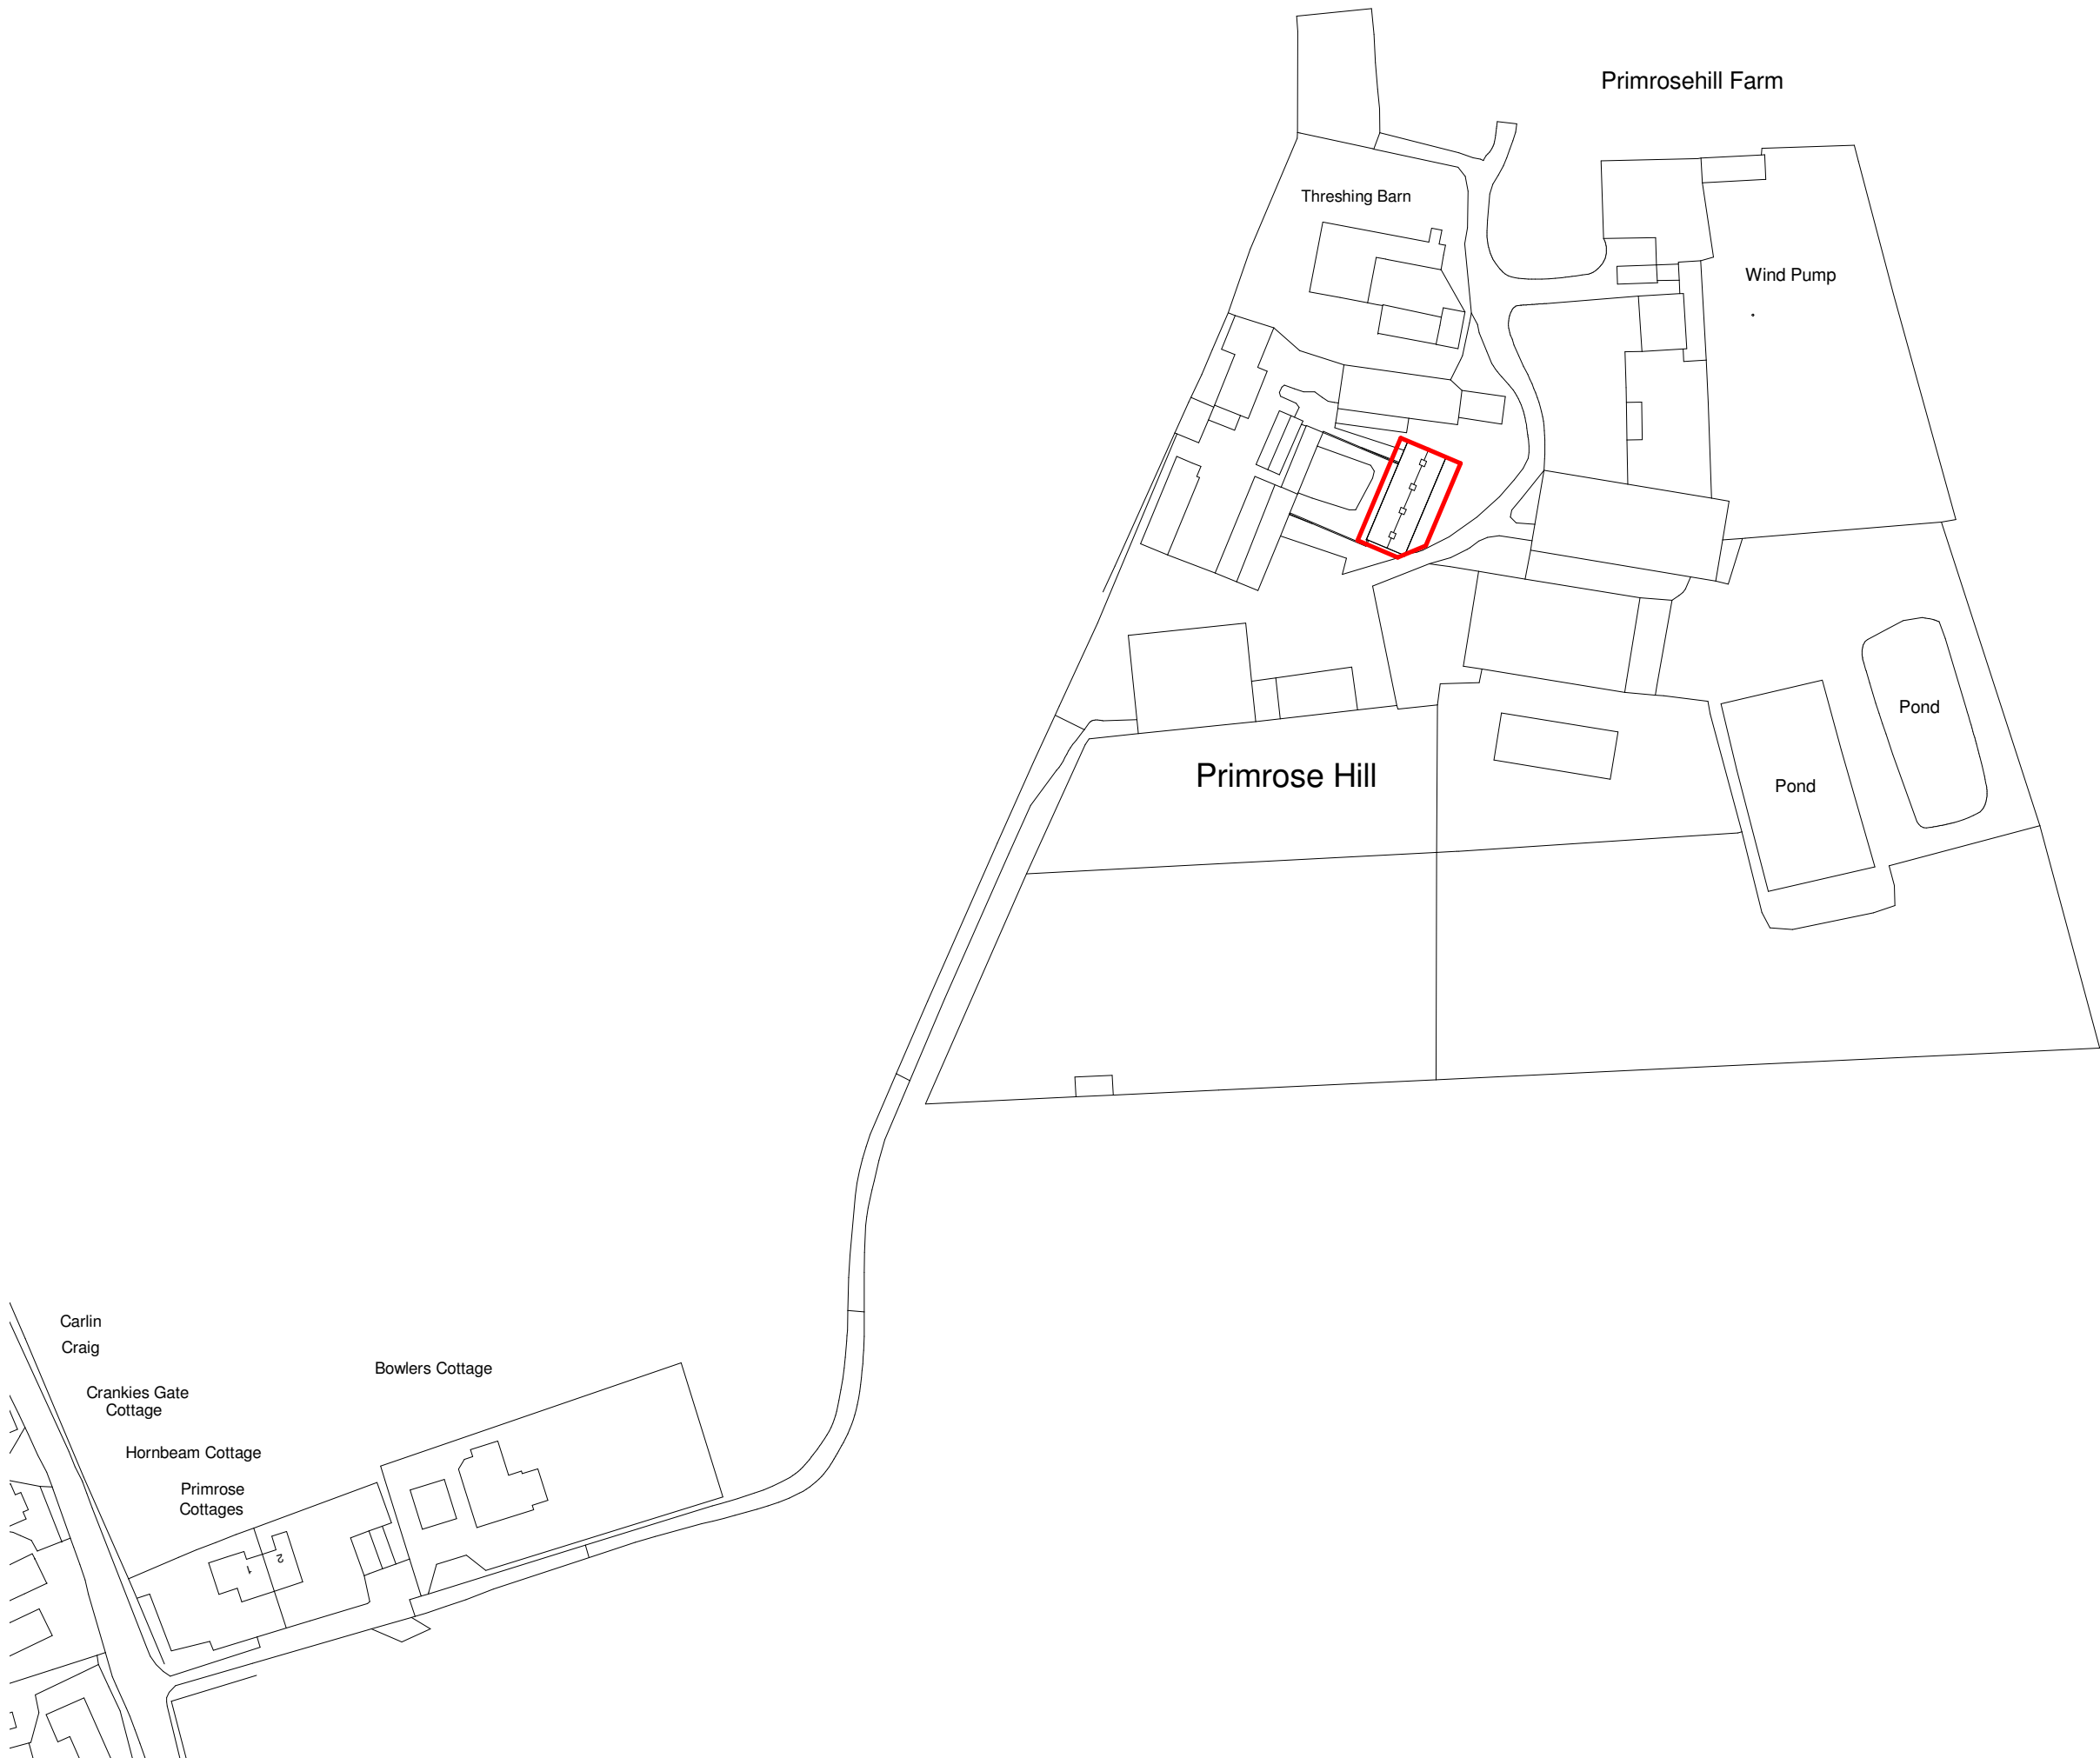 Primrosehill Farm
Threshing Barn
Wind Pump
Pond
Primrose Hill
Pond
Carlin
Craig
Bowlers Cottage
Crankies Gate
Cottage
Hornbeam Cottage
Primrose
Cottages
2
1